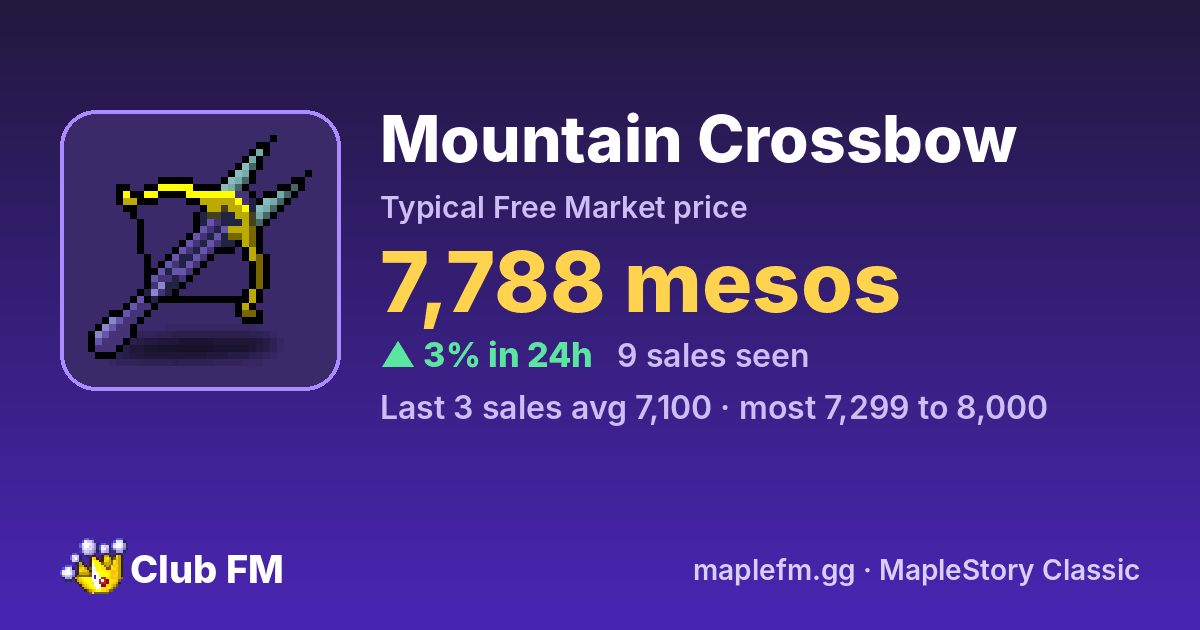 Mountain Crossbow
Typical Free Market price
7,788 mesos
▲ 3% in 24h 9 sales seen
Last 3 sales avg 7,100 · most 7,299 to 8,000
Club FM
maplefm.gg · MapleStory Classic